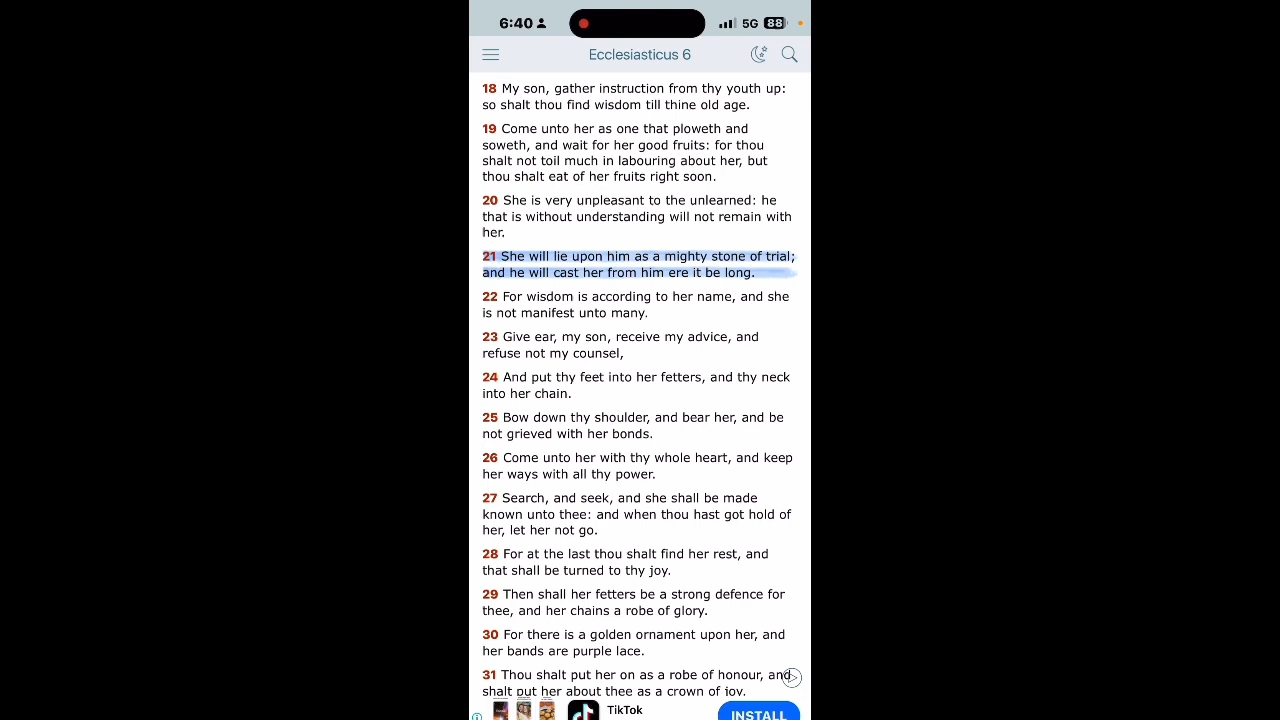 6:40
5G 88
Ecclesiasticus 6
18 My son, gather instruction from thy youth up:
so shalt thou find wisdom till thine old age.
19 Come unto her as one that ploweth and
soweth, and wait for her good fruits: for thou
shalt not toil much in labouring about her, but
thou shalt eat of her fruits right soon.
20 She is very unpleasant to the unlearned: he
that is without understanding will not remain with
her.
21 She will lie upon him as a mighty stone of trial;
and he will cast her from him ere it be long.
22 For wisdom is according to her name, and she
is not manifest unto many.
23 Give ear, my son, receive my advice, and
refuse not my counsel,
24 And put thy feet into her fetters, and thy neck
into her chain.
25 Bow down thy shoulder, and bear her, and be
not grieved with her bonds.
26 Come unto her with thy whole heart, and keep
her ways with all thy power.
27 Search, and seek, and she shall be made
known unto thee: and when thou hast got hold of
her, let her not go.
28 For at the last thou shalt find her rest, and
that shall be turned to thy joy.
29 Then shall her fetters be a strong defence for
thee, and her chains a robe of glory.
30 For there is a golden ornament upon her, and
her bands are purple lace.
31 Thou shalt put her on as a robe of honour, and
shalt put her about thee as a crown of joy.
TikTok
INSTALL